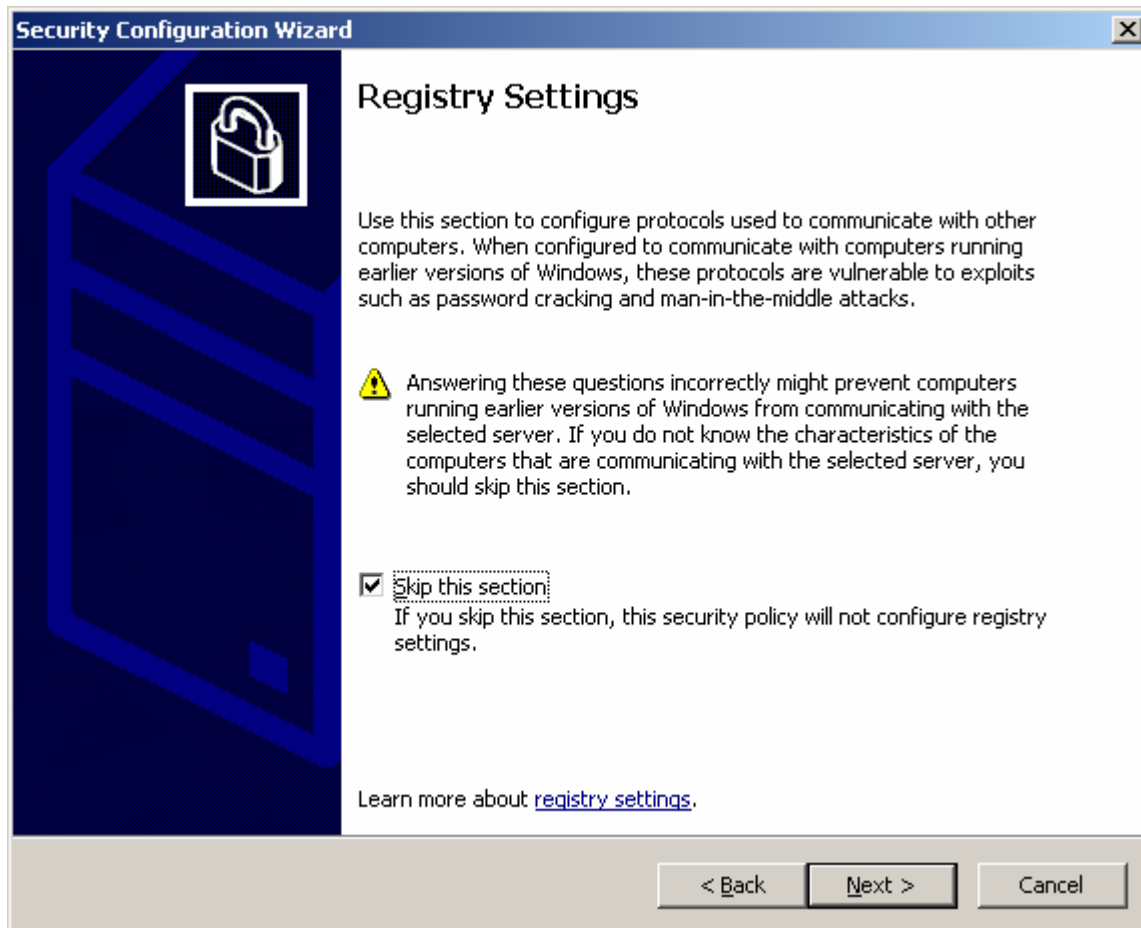 Security Configuration Wizard
Registry Settings
Use this section to configure protocols used to communicate with other
computers. When configured to communicate with computers running
earlier versions of Windows, these protocols are vulnerable to exploits
such as password cracking and man-in-the-middle attacks.
Answering these questions incorrectly might prevent computers
running earlier versions of Windows from communicating with the
selected server. If you do not know the characteristics of the
computers that are communicating with the selected server, you
should skip this section.
Skip this section
If you skip this section, this security policy will not configure registry
settings.
Learn more about registry settings.
< Back Next > Cancel